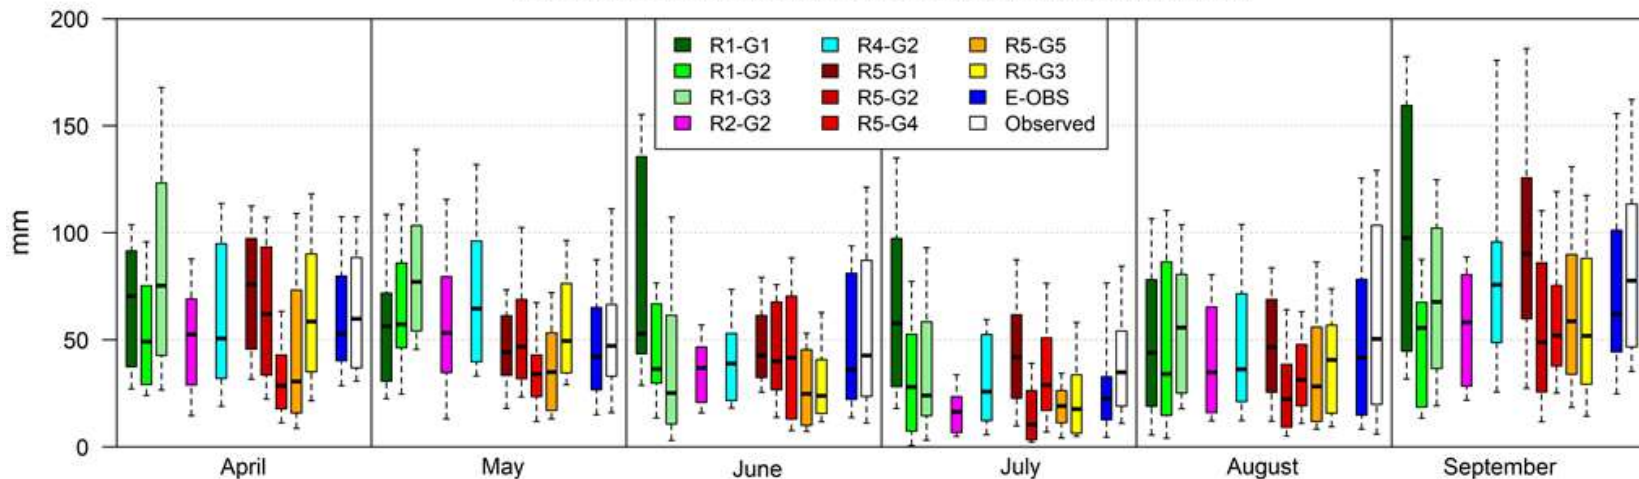 200
150
100
50
0
mm
R1-G1 R4-G2 R5-G5
R1-G2 R5-G1 R5-G3
R1-G3 R5-G2 E-OBS
R2-G2 R5-G4 Observed
April May June July August September